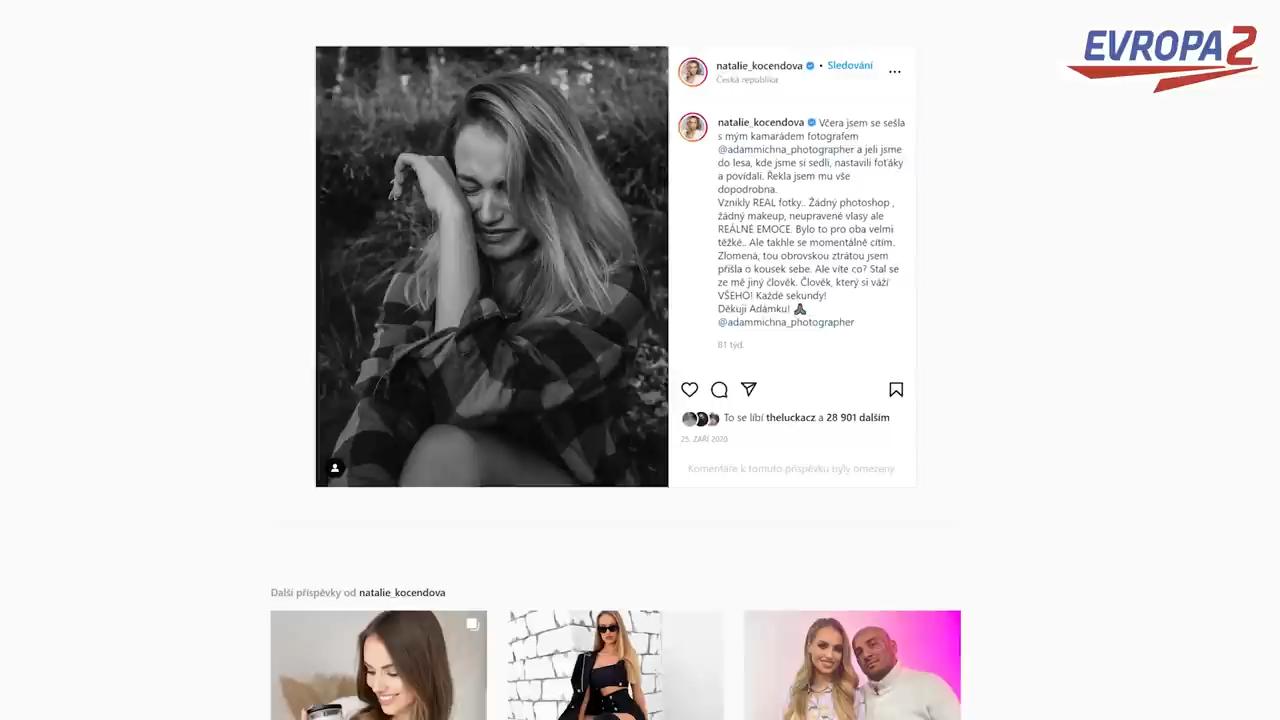 EVROPA 2
natalie_kocendova • Sledování
Česká republika
natalie_kocendova Včera jsem se sešla
s mým kamarádem fotografem
@adammichna_photographer a jeli jsme
do lesa, kde jsme si sedli, nastavili foťáky
a povídali. Řekla jsem mu vše
dopodrobna.
Vznikly REAL fotky.. Žádný photoshop ,
žádný makeup, neupravené vlasy ale
REÁLNÉ EMOCE. Bylo to pro oba velmi
těžké.. Ale takhle se momentálně cítím.
Zlomená, tou obrovskou ztrátou jsem
přišla o kousek sebe. Ale víte co? Stal se
ze mě jiný člověk. Člověk, který si váží
VŠEHO! Každé sekundy!
Děkuji Adámku! 🙏🏿
@adammichna_photographer
81 týd.
To se líbí theluckacz a 28 901 dalším
25. ZÁŘÍ 2020
Komentáře k tomuto příspěvku byly omezeny
Další příspěvky od natalie_kocendova